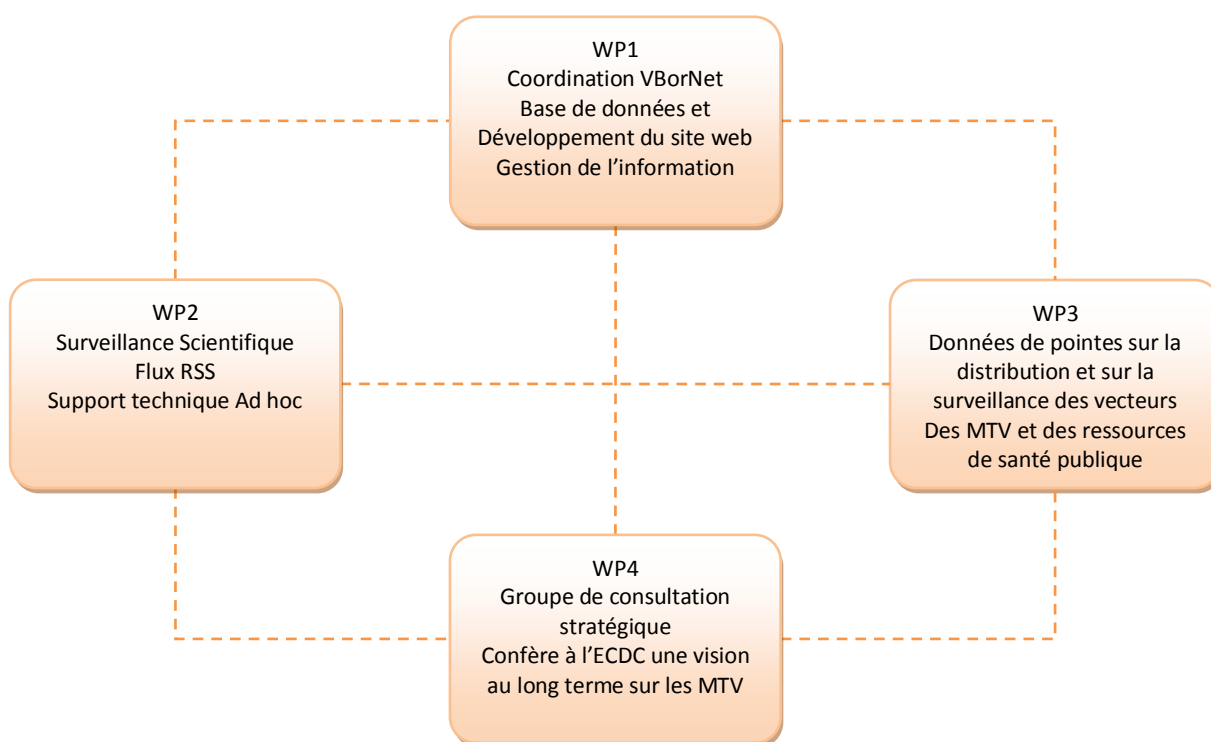 WP1
Coordination VBorNet
Base de données et
Développement du site web
Gestion de l’information
WP2
Surveillance Scientifique
Flux RSS
Support technique Ad hoc
WP3
Données de pointes sur la
distribution et sur la
surveillance des vecteurs
Des MTV et des ressources
de santé publique
WP4
Groupe de consultation
stratégique
Confère à l’ECDC une vision
au long terme sur les MTV